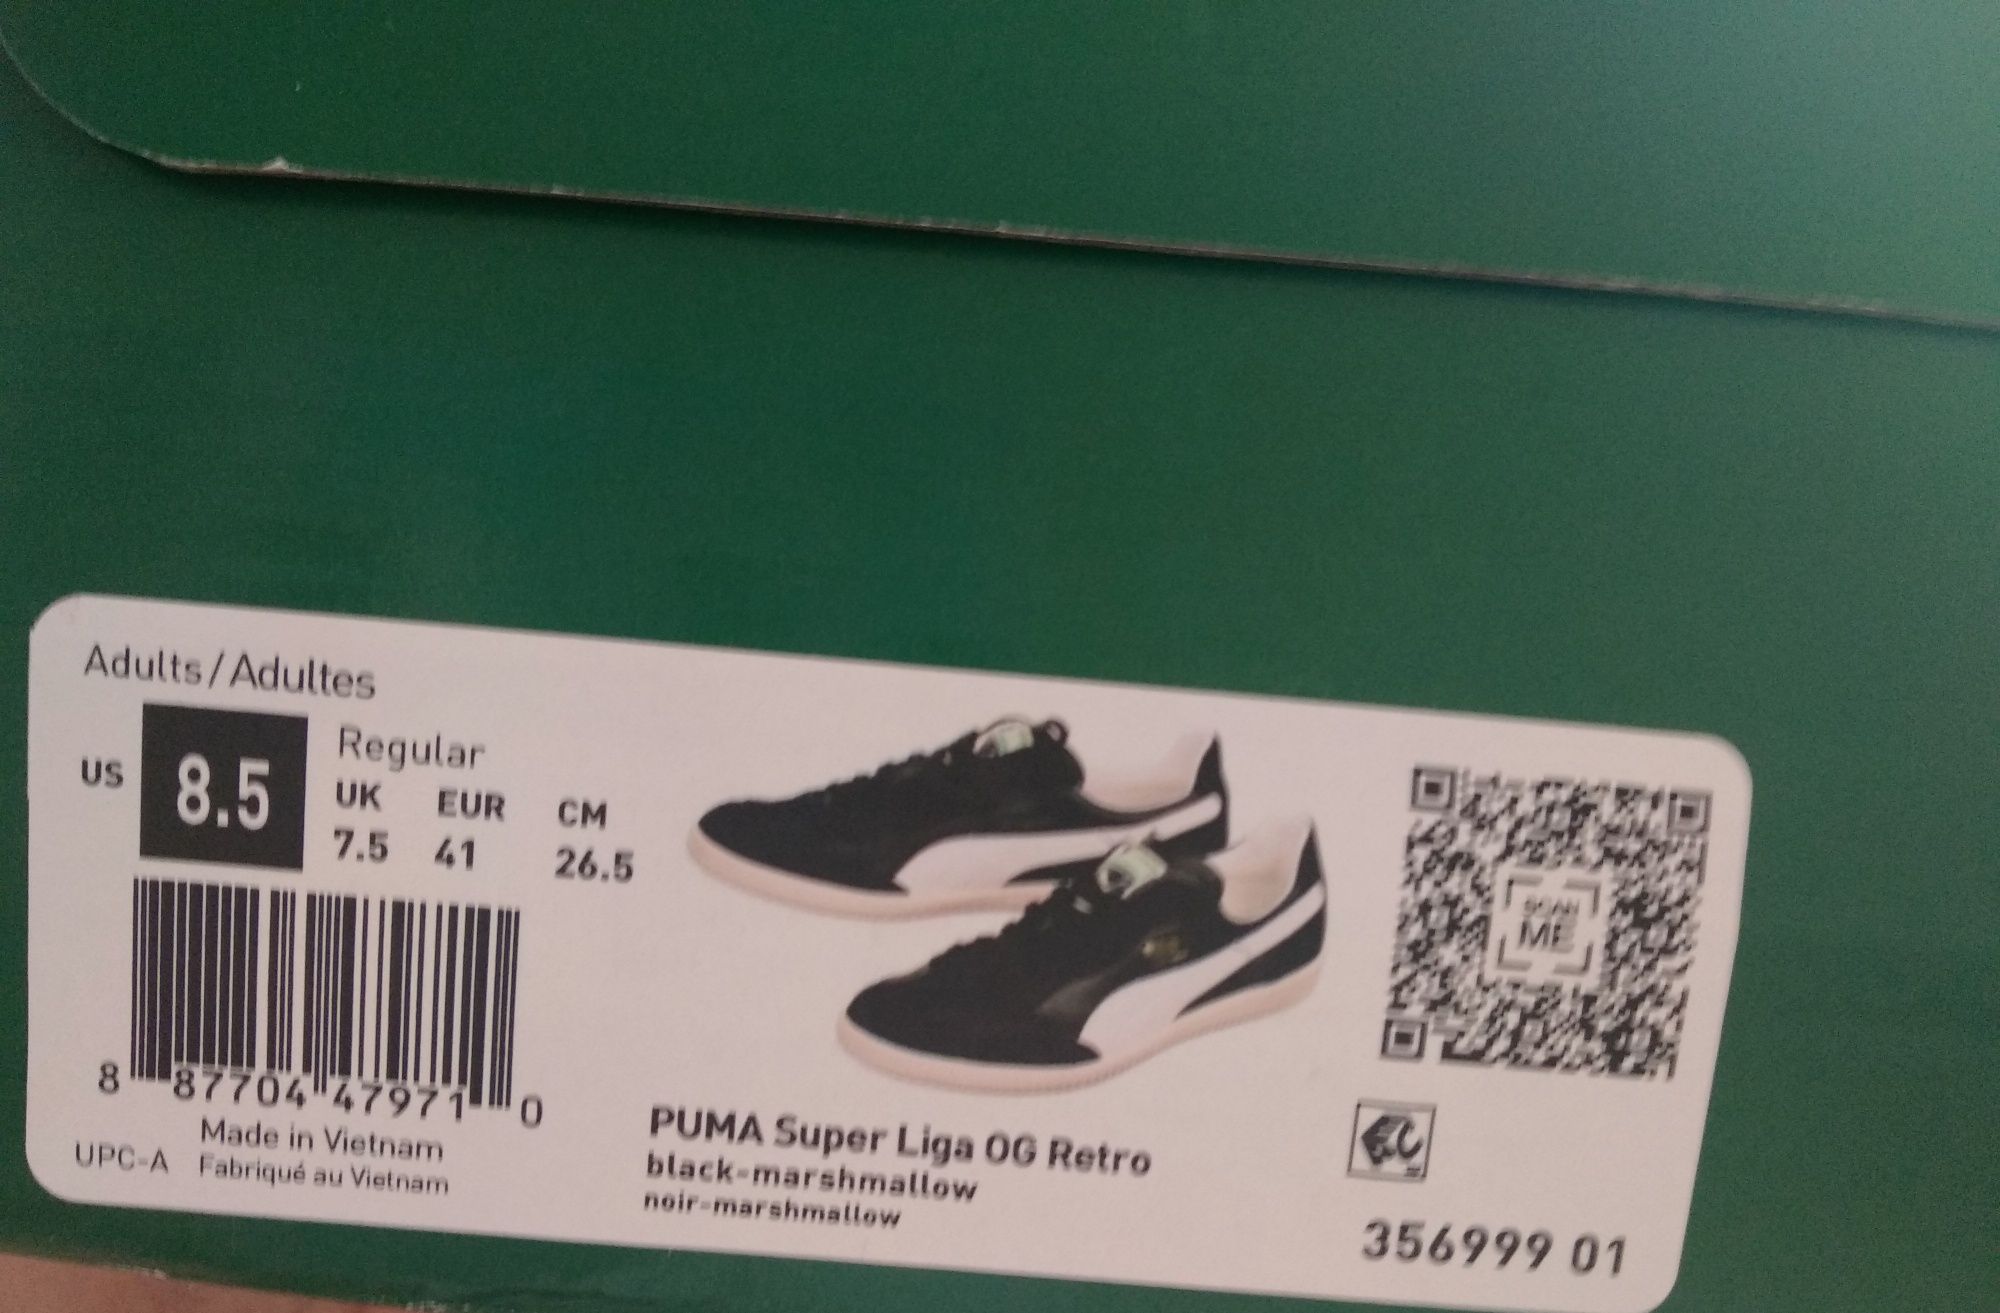 Adults/Adultes
US 8.5 Regular
UK EUR CM
7.5 41 26.5
8 87704 47971 0
UPC-A
Made in Vietnam
Fabriqué au Vietnam
PUMA Super Liga OG Retro
black-marshmallow
noir-marshmallow
SCAN
ME
356999 01